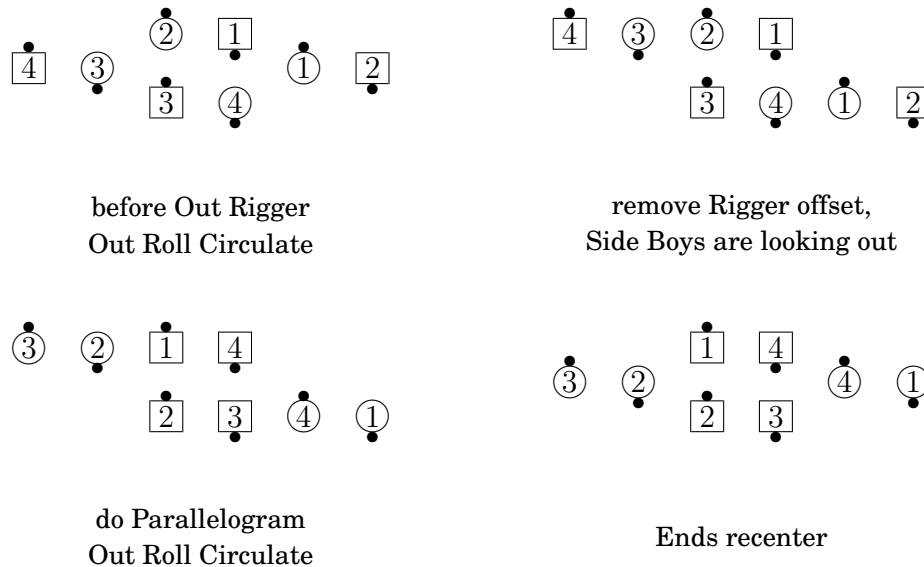 2 1
4 3 1 2
3 4
before Out Rigger
Out Roll Circulate
4 3 2 1
3 4 1 2
remove Rigger offset,
Side Boys are looking out
3 2 1 4
2 3 4 1
do Parallelogram
Out Roll Circulate
1 4
3 2 4 1
2 3
Ends recenter